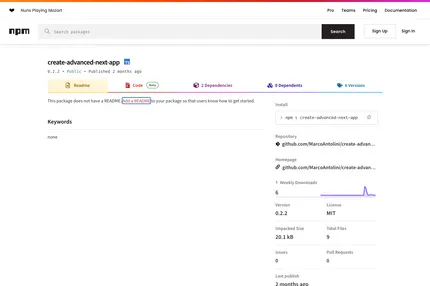 Nuris Playing Mozart
Pro Teams Pricing Documentation
npm
search packages
Search
Sign Up
Sign In
create-advanced-next-app
0.2.2 • Public • Published 2 months ago
Readme
Code Beta
2 Dependencies
0 Dependents
6 Versions
This package does not have a README. Add a README to your package so that users know how to get started.
Keywords
none
Install
> npm i create-advanced-next-app
Repository
github.com/MarcoAntolini/create-advan...
Homepage
github.com/MarcoAntolini/create-advan...
Weekly Downloads
6
Version License
0.2.2 MIT
Unpacked Size Total Files
20.1 kB 9
Issues Pull Requests
0 0
Last publish
2 months ago